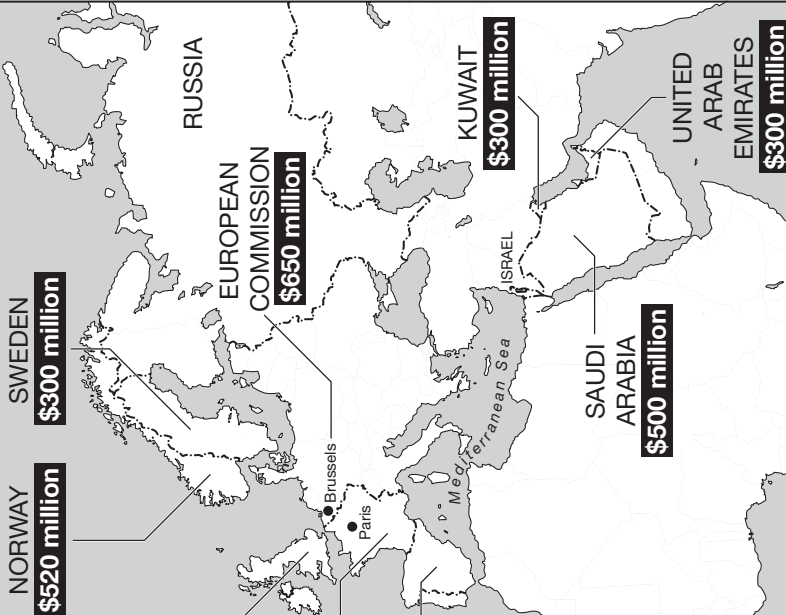 NORWAY
$520 million
SWEDEN
$300 million
EUROPEAN
COMMISSION
$650 million
RUSSIA
Brussels
Paris
Mediterranean Sea
ISRAEL
KUWAIT
$300 million
SAUDI
ARABIA
$500 million
UNITED
ARAB
EMIRATES
$300 million